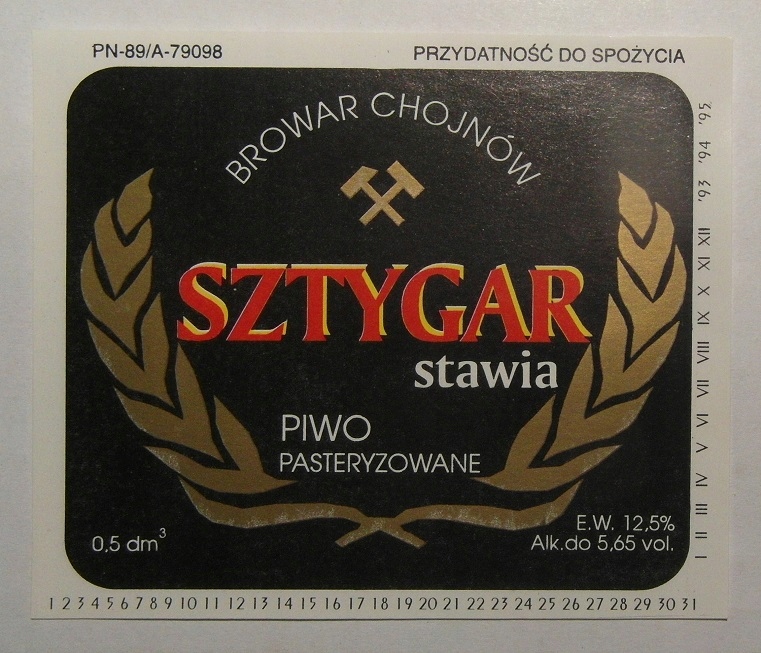 PN-89/A-79098
PRZYDATNOŚĆ DO SPOŻYCIA
BROWAR CHOJNÓW
SZTYGAR
stawia
PIWO
PASTERYZOWANE
0,5 dm³
E.W. 12,5%
Alk.do 5,65 vol.
I II III IV V VI VII VIII IX X XI XII '93 '94 '95
1 2 3 4 5 6 7 8 9 10 11 12 13 14 15 16 17 18 19 20 21 22 23 24 25 26 27 28 29 30 31